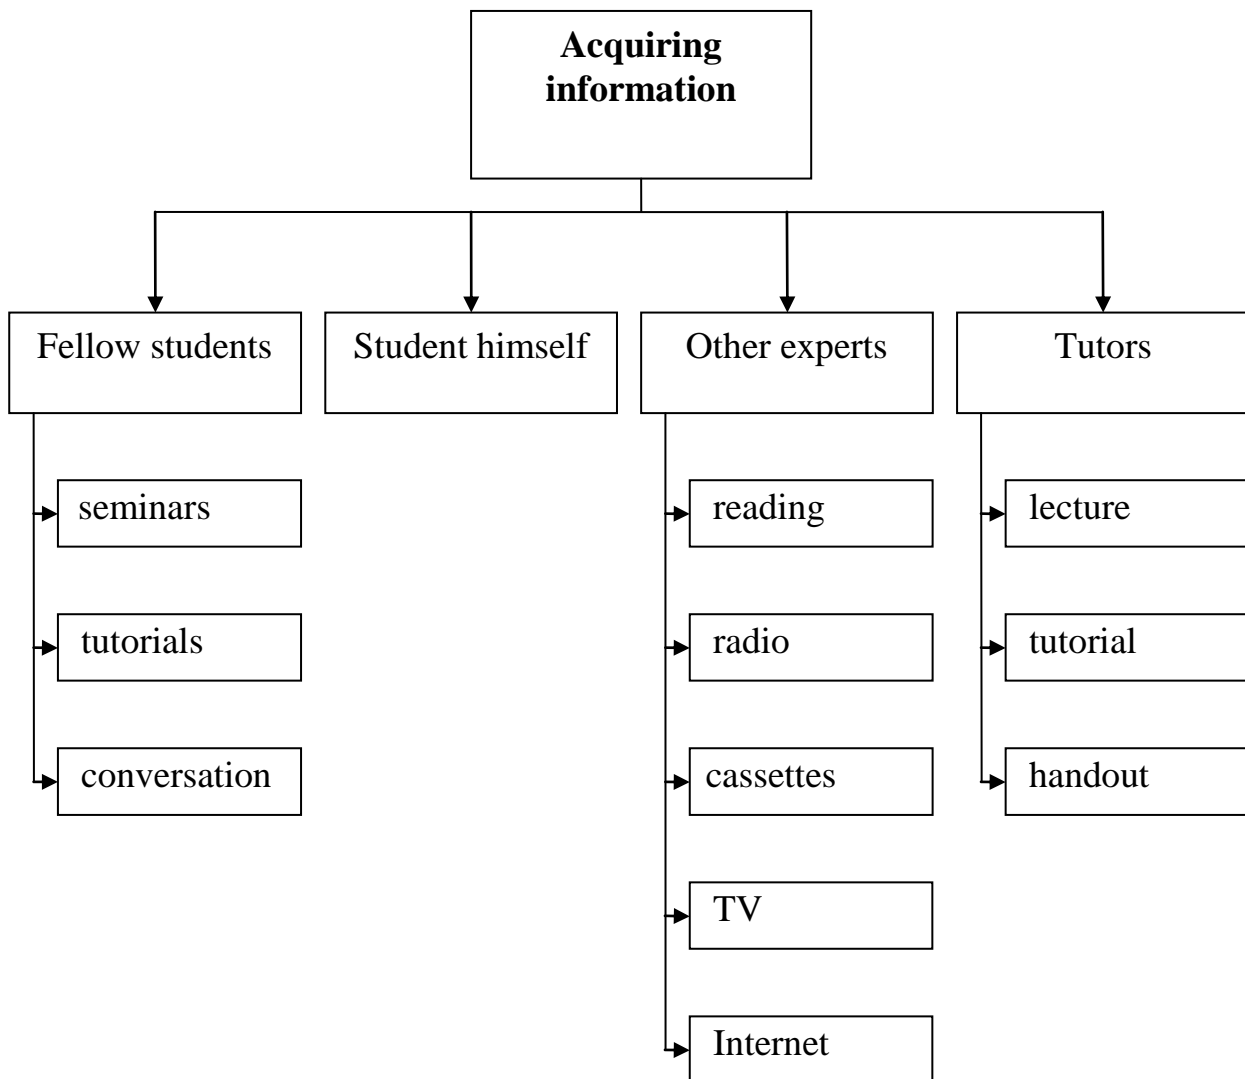 Acquiring
information
Fellow students
Student himself
Other experts
Tutors
seminars
reading
lecture
tutorials
radio
tutorial
conversation
cassettes
handout
TV
Internet